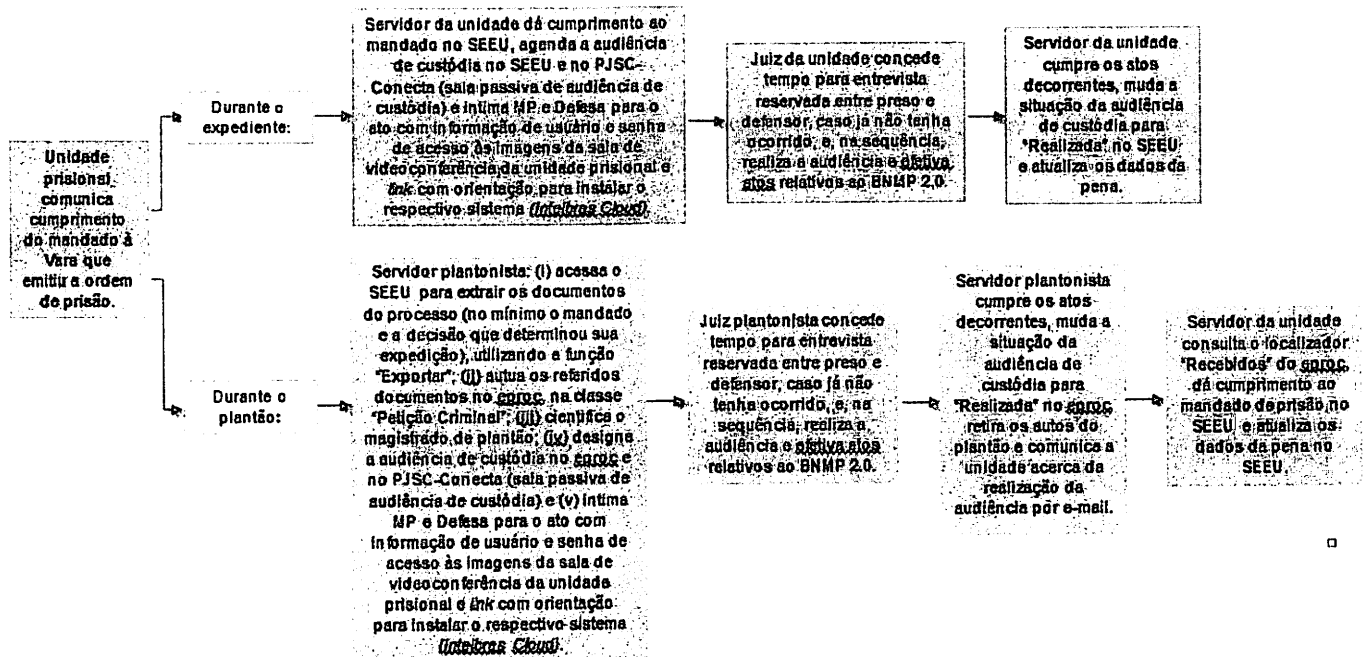 Unidade
prisional
comunica
cumprimento
do mandado à
Vara que
emitiu a ordem
de prisão.
Durante o
expediente:
Servidor da unidade dá cumprimento ao
mandado no SEEU, agenda a audiência
de custódia no SEEU e no PJSC-
Conecta (sala passiva de audiência de
custódia) e intima MP e Defesa para o
ato com informação de usuário e senha
de acesso às imagens da sala de
videoconferência da unidade prisional e
link com orientação para instalar o
respectivo sistema (Intelbras Cloud).
Juiz da unidade concede
tempo para entrevista
reservada entre preso e
defensor, caso já não tenha
ocorrido, e, na sequência,
realiza a audiência e efetiva
atos relativos ao BNMP 2.0.
Servidor da unidade
cumpre os atos
decorrentes, muda a
situação da audiência
de custódia para
"Realizada" no SEEU
e atualiza os dados da
pena.
Durante o
plantão:
Servidor plantonista: (i) acessa o
SEEU para extrair os documentos
do processo (no mínimo o mandado
e a decisão que determinou sua
expedição), utilizando a função
"Exportar"; (ii) autua os referidos
documentos no eproc, na classe
"Petição Criminal"; (iii) cientifica o
magistrado de plantão; (iv) designa
a audiência de custódia no eproc e
no PJSC-Conecta (sala passiva de
audiência de custódia) e (v) intima
MP e Defesa para o ato com
informação de usuário e senha de
acesso às imagens da sala de
videoconferência da unidade
prisional e link com orientação
para instalar o respectivo sistema
(Intelbras Cloud).
Juiz plantonista concede
tempo para entrevista
reservada entre preso e
defensor, caso já não
tenha ocorrido, e, na
sequência, realiza a
audiência e efetiva atos
relativos ao BNMP 2.0.
Servidor plantonista
cumpre os atos
decorrentes, muda a
situação da
audiência de
custódia para
"Realizada" no eproc,
retira os autos do
plantão e comunica a
unidade acerca da
realização da
audiência por e-mail.
Servidor da unidade
consulta o localizador
"Recebidos" do eproc,
dá cumprimento ao
mandado de prisão no
SEEU e atualiza os
dados da pena no
SEEU.